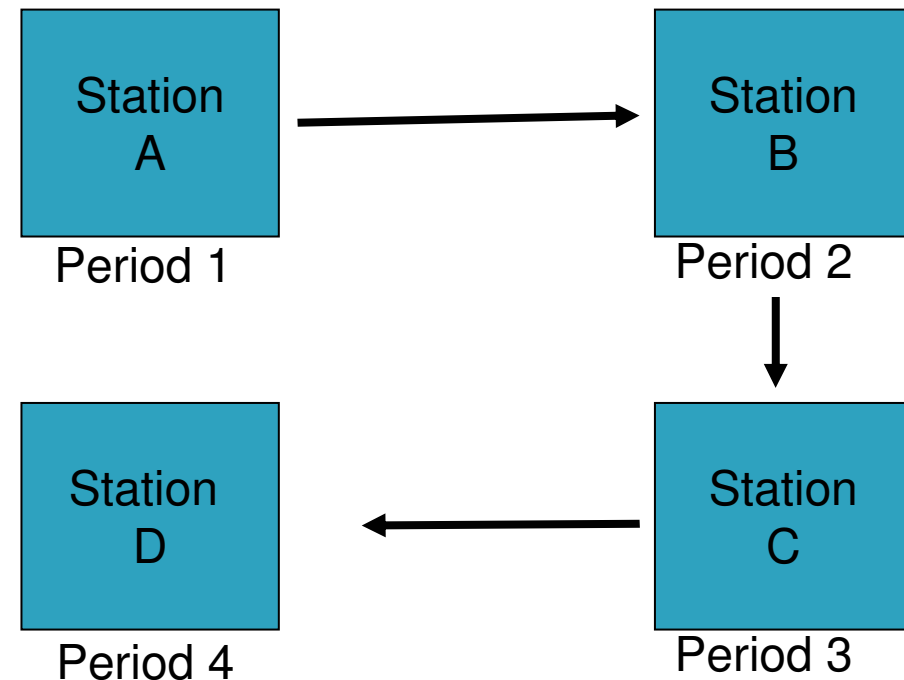 Station
A
Period 1
Station
B
Period 2
Station
D
Period 4
Station
C
Period 3